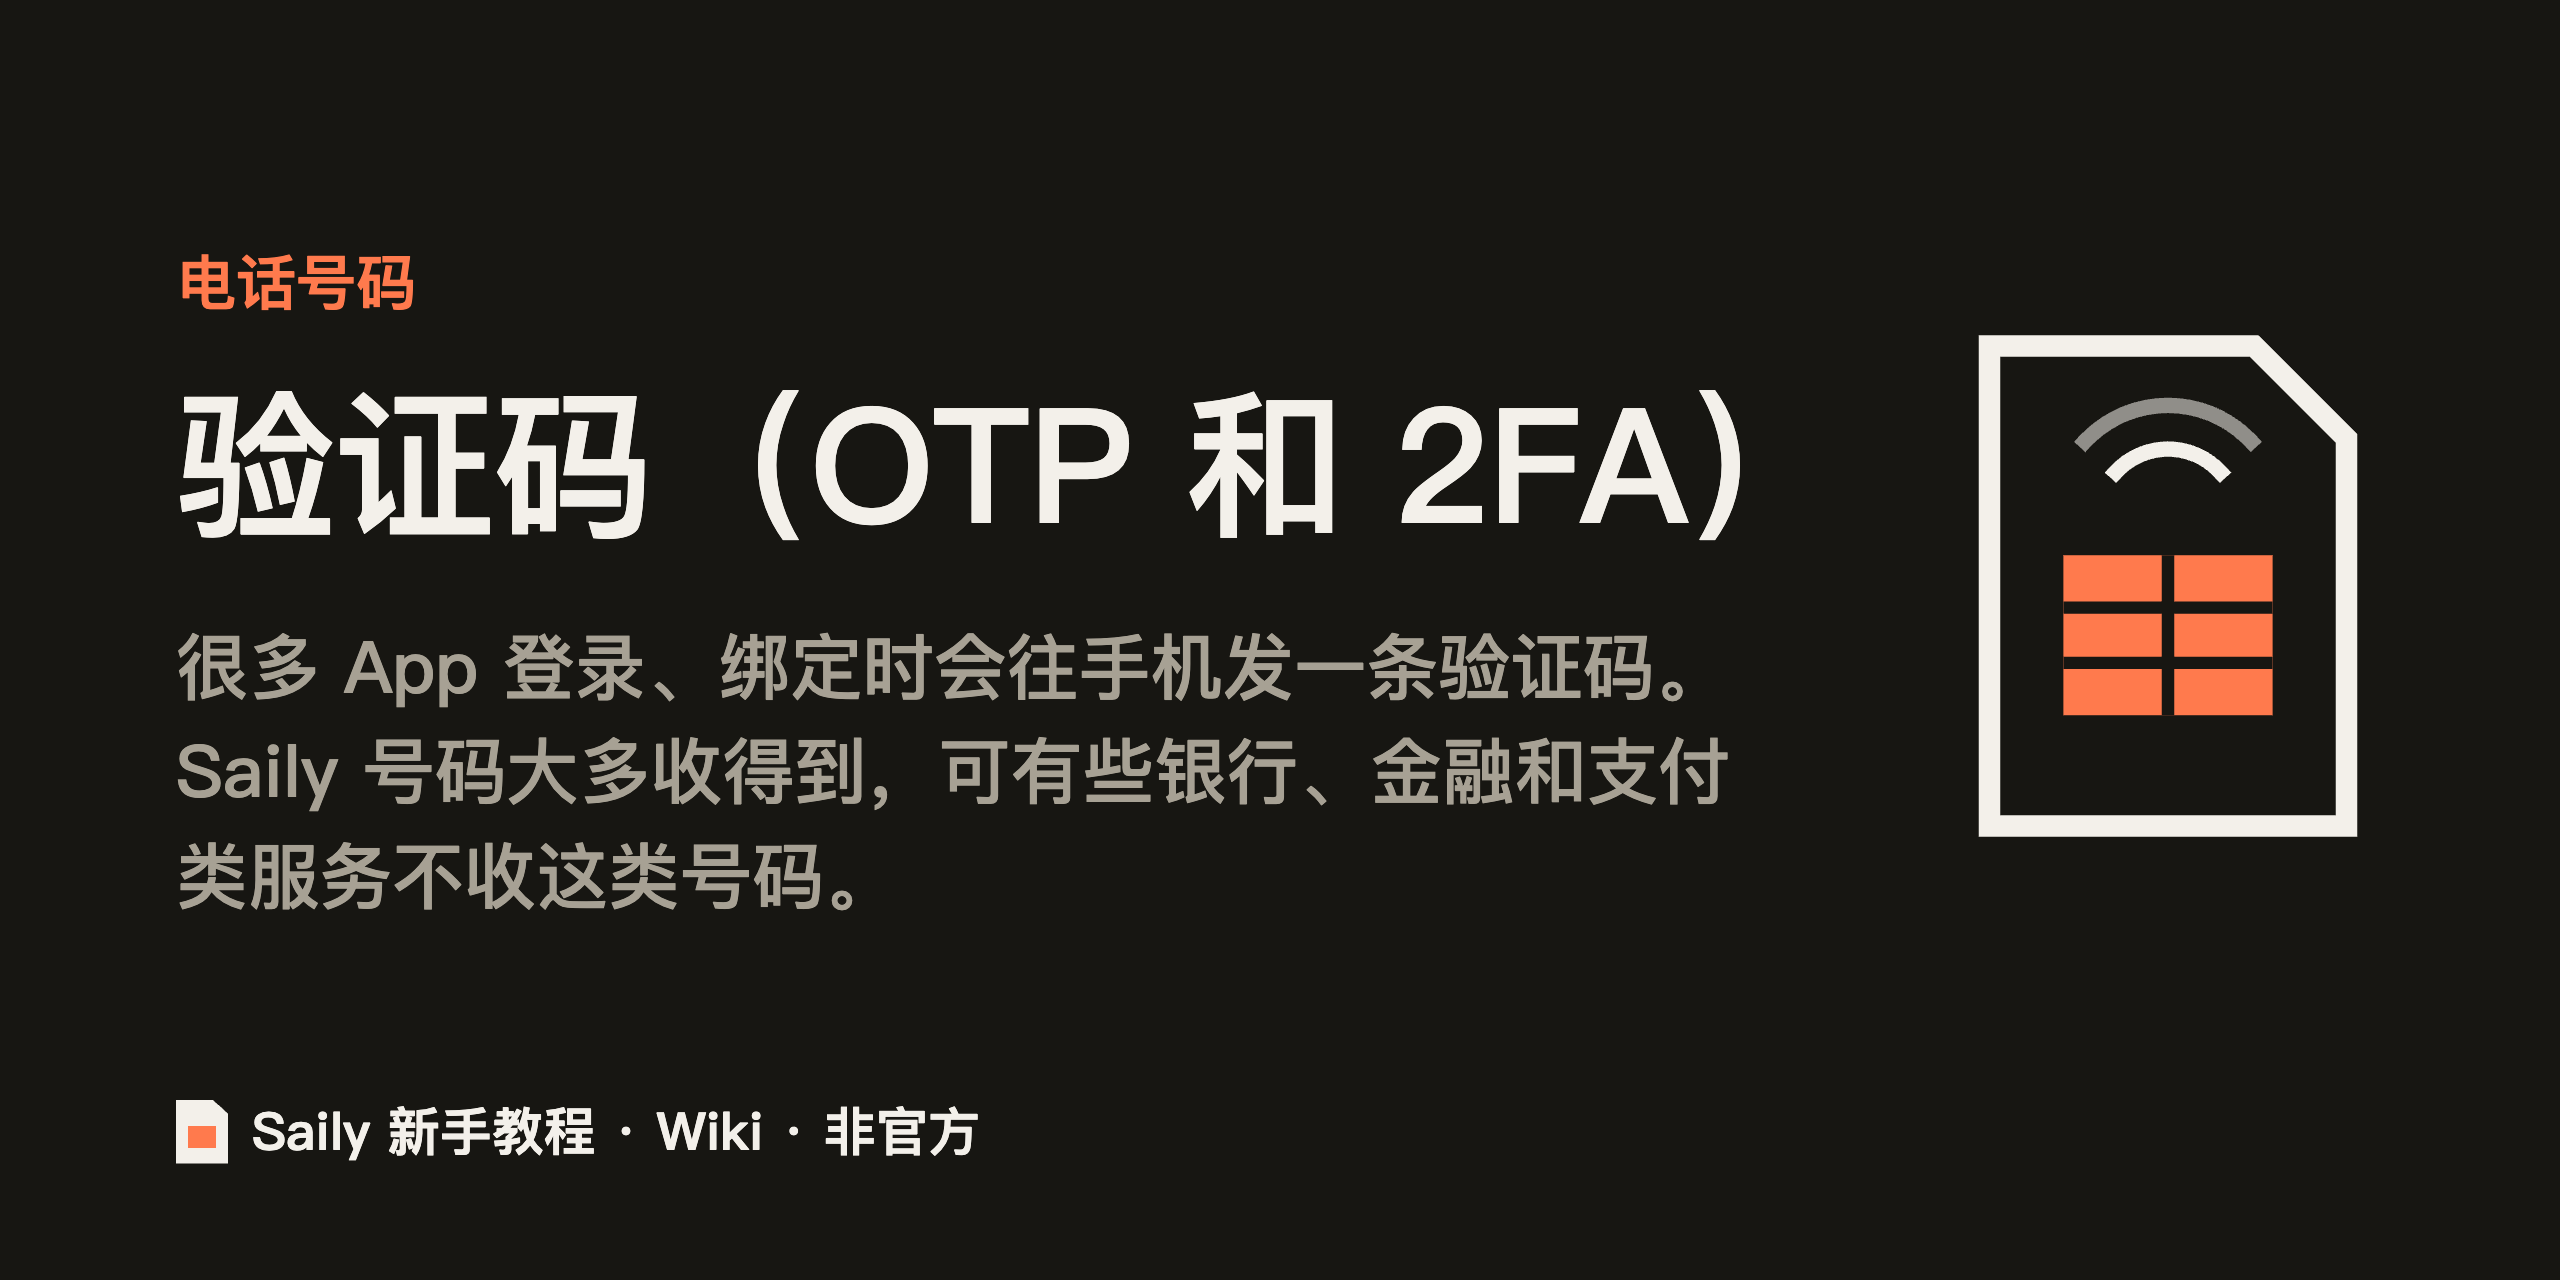 电话号码
验证码（OTP 和 2FA）
很多 App 登录、绑定时会往手机发一条验证码。
Saily 号码大多收得到，可有些银行、金融和支付
类服务不收这类号码。
Saily 新手教程 · Wiki · 非官方